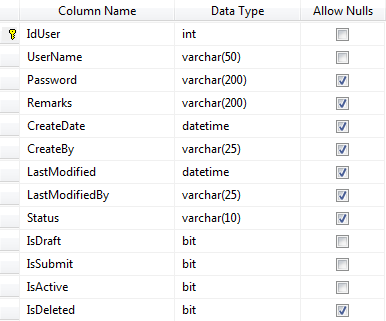 Column Name Data Type Allow Nulls
IdUser int
UserName varchar(50)
Password varchar(200)
Remarks varchar(200)
CreateDate datetime
CreateBy varchar(25)
LastModified datetime
LastModifiedBy varchar(25)
Status varchar(10)
IsDraft bit
IsSubmit bit
IsActive bit
IsDeleted bit